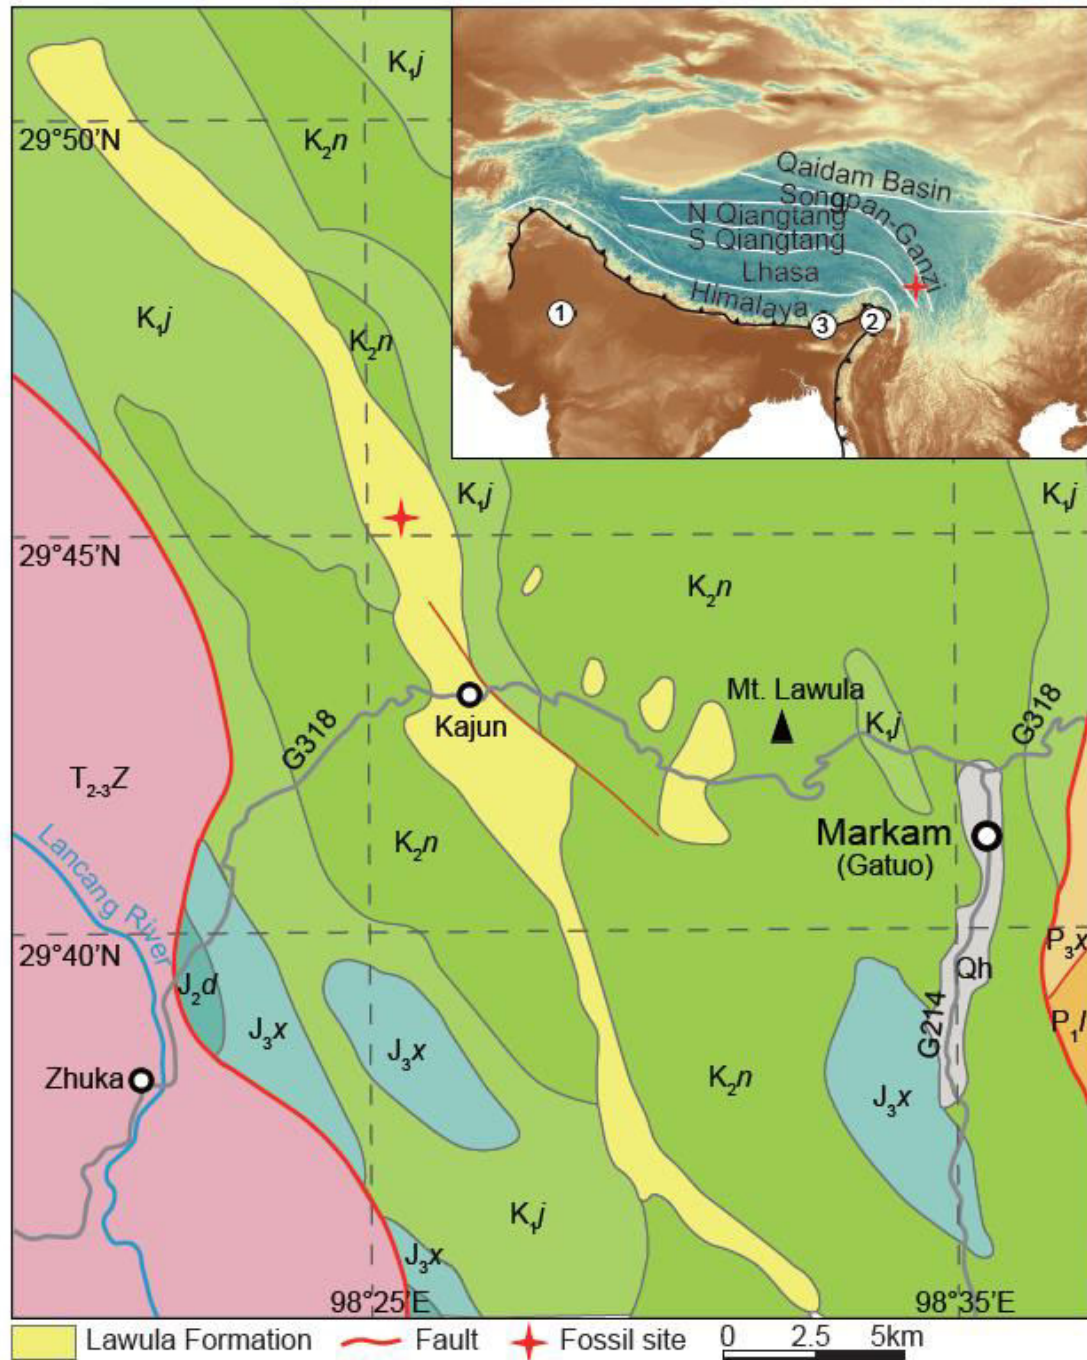 K₁j
29°50'N
K₂n
Qaidam Basin
Songpan-Ganzi
N Qiangtang
S Qiangtang
Lhasa
Himalaya
1
3
2
K₁j
K₂n
K₁j
K₁j
29°45'N
K₂n
Mt. Lawula
Kajun
G318
K₁j
G318
T₂₋₃Z
Markam
(Gatuo)
K₂n
Lancang River
29°40'N
P₃x
J₂d
Qh
P₁l
J₃x
J₃x
G214
Zhuka
K₂n
J₃x
K₁j
J₃x
98°25'E
98°35'E
Lawula Formation
Fault
Fossil site
0 2.5 5km